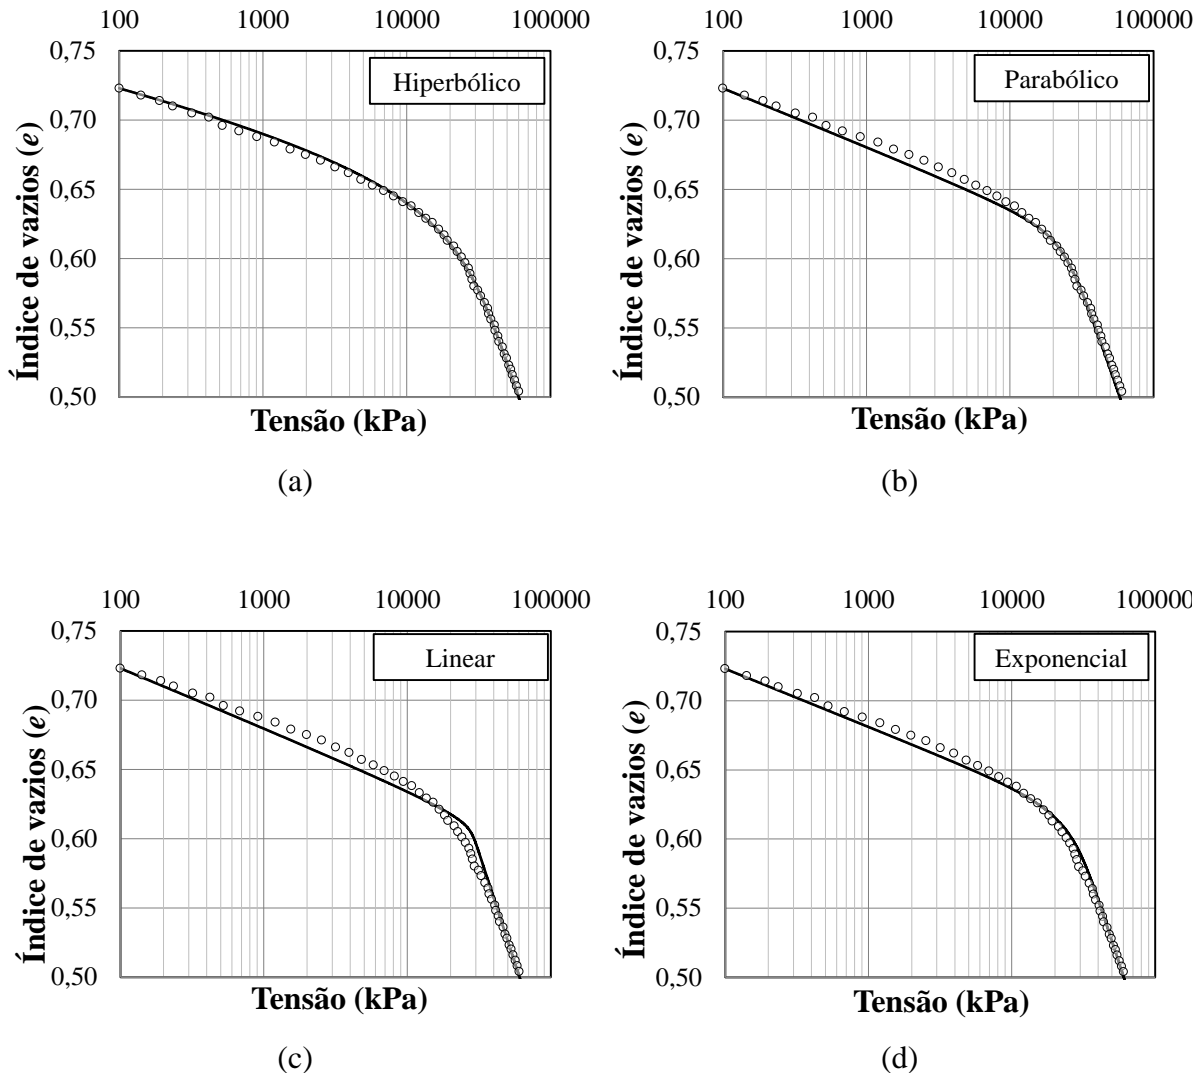 100 1000 10000 100000
0,75
Hiperbólico
0,70
0,65
0,60
0,55
0,50
Índice de vazios (e)
Tensão (kPa)
(a)
100 1000 10000 100000
0,75
Parabólico
0,70
0,65
0,60
0,55
0,50
Índice de vazios (e)
Tensão (kPa)
(b)
100 1000 10000 100000
0,75
Linear
0,70
0,65
0,60
0,55
0,50
Índice de vazios (e)
Tensão (kPa)
(c)
100 1000 10000 100000
0,75
Exponencial
0,70
0,65
0,60
0,55
0,50
Índice de vazios (e)
Tensão (kPa)
(d)